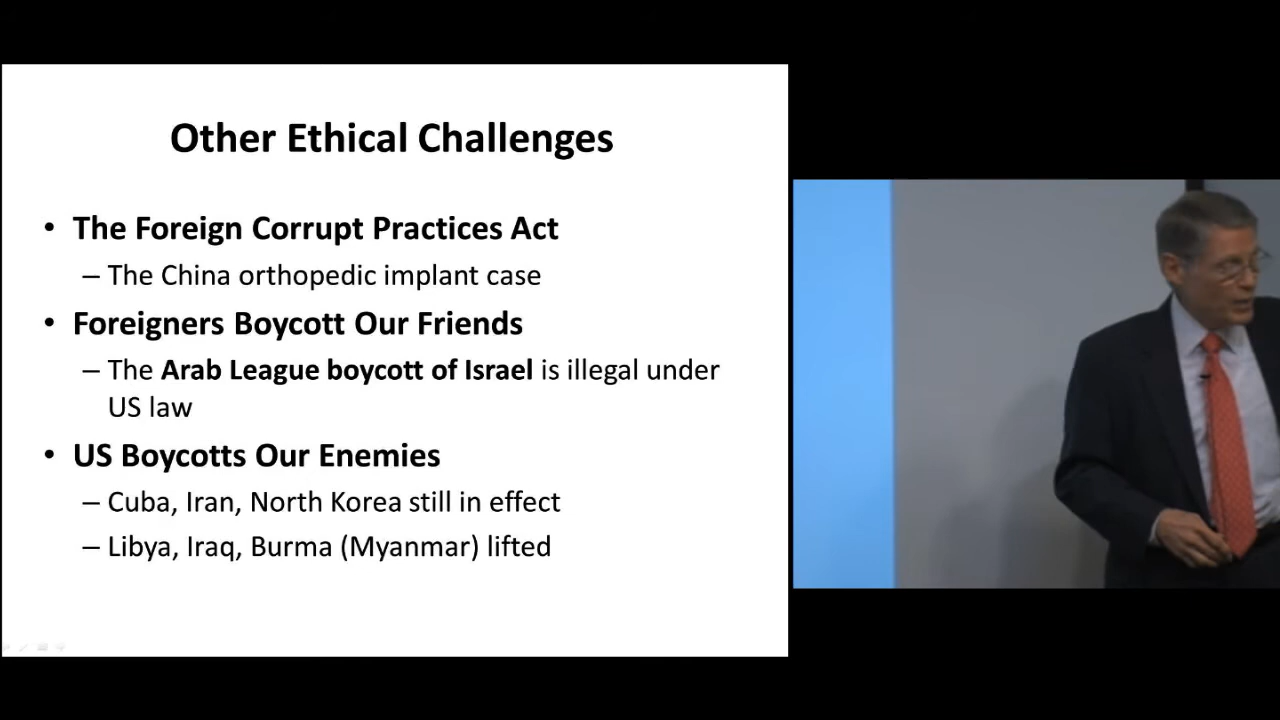 Other Ethical Challenges
• The Foreign Corrupt Practices Act
– The China orthopedic implant case
• Foreigners Boycott Our Friends
– The Arab League boycott of Israel is illegal under
US law
• US Boycotts Our Enemies
– Cuba, Iran, North Korea still in effect
– Libya, Iraq, Burma (Myanmar) lifted